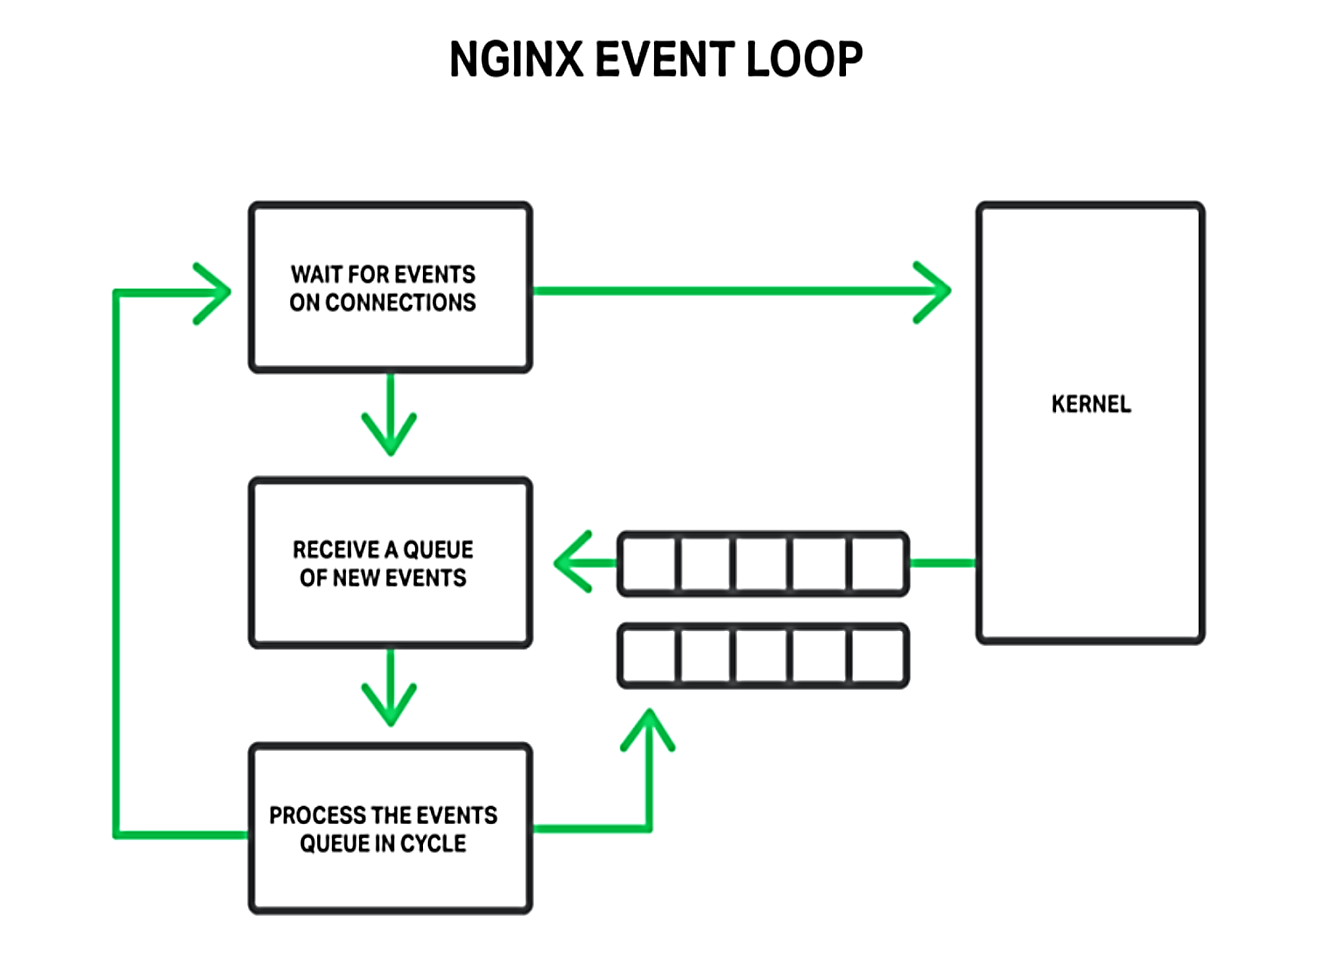 NGINX EVENT LOOP
WAIT FOR EVENTS
ON CONNECTIONS
KERNEL
RECEIVE A QUEUE
OF NEW EVENTS
PROCESS THE EVENTS
QUEUE IN CYCLE